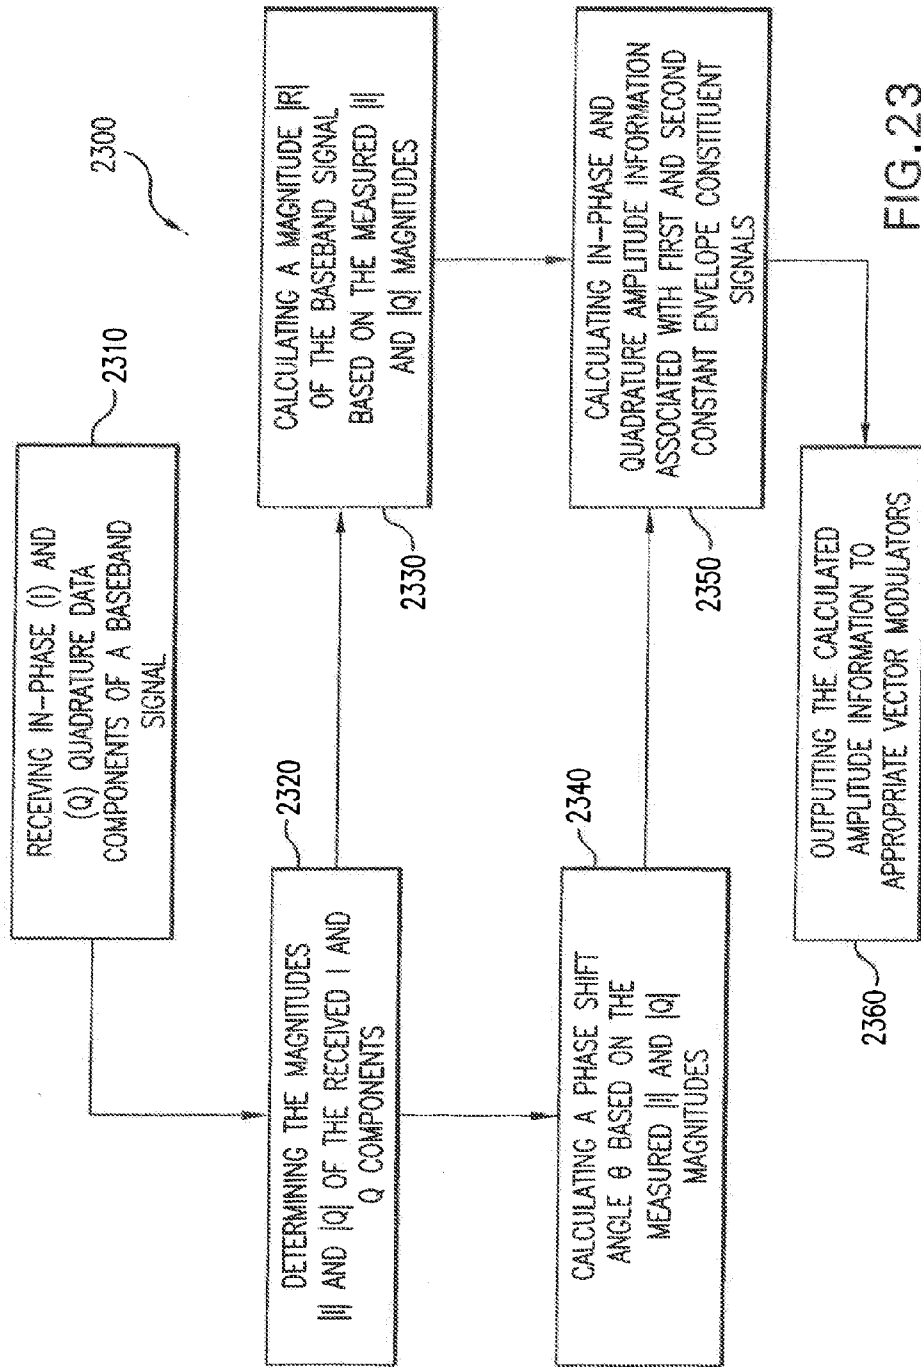 2300
RECEIVING IN-PHASE (I) AND
(Q) QUADRATURE DATA
COMPONENTS OF A BASEBAND
SIGNAL
2310
DETERMINING THE MAGNITUDES
|I| AND |Q| OF THE RECEIVED I AND
Q COMPONENTS
2320
CALCULATING A MAGNITUDE |R|
OF THE BASEBAND SIGNAL
BASED ON THE MEASURED |I|
AND |Q| MAGNITUDES
2330
CALCULATING A PHASE SHIFT
ANGLE θ BASED ON THE
MEASURED |I| AND |Q|
MAGNITUDES
2340
CALCULATING IN-PHASE AND
QUADRATURE AMPLITUDE INFORMATION
ASSOCIATED WITH FIRST AND SECOND
CONSTANT ENVELOPE CONSTITUENT
SIGNALS
2350
OUTPUTTING THE CALCULATED
AMPLITUDE INFORMATION TO
APPROPRIATE VECTOR MODULATORS
2360
FIG.23